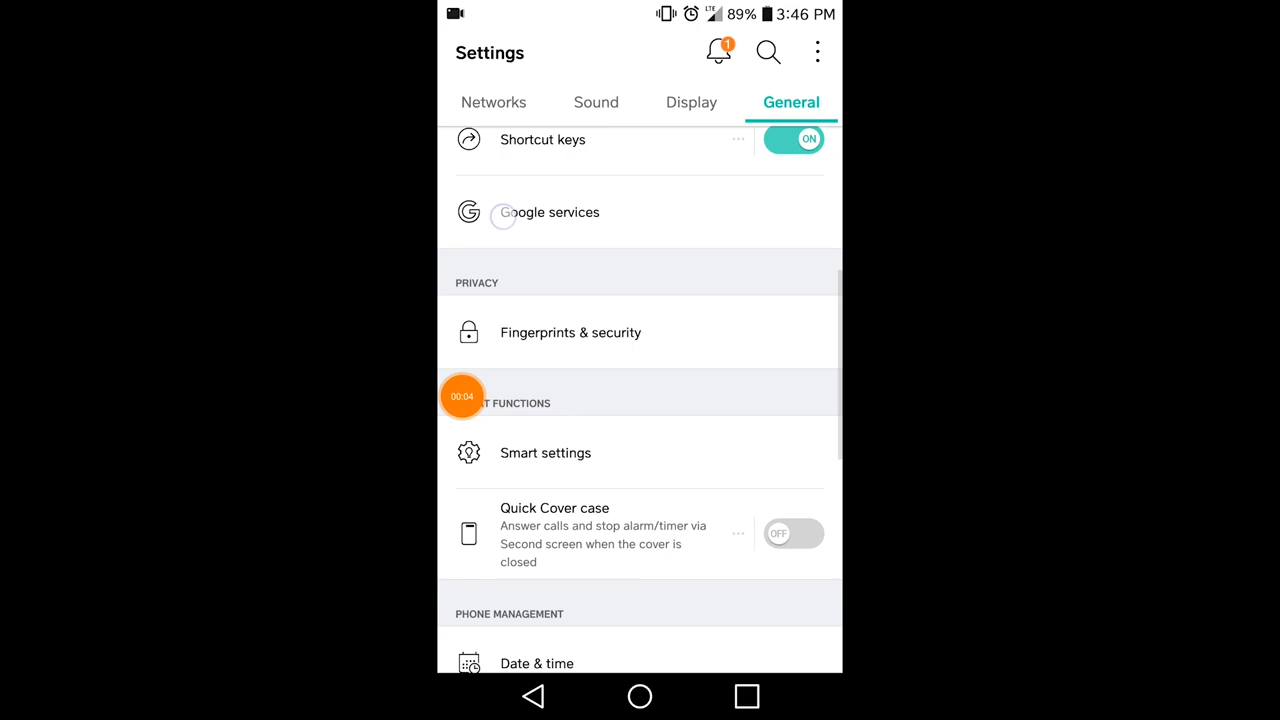 LTE 89% 3:46 PM
Settings
1
Networks Sound Display General
Shortcut keys
ON
Google services
PRIVACY
Fingerprints & security
00:04
T FUNCTIONS
Smart settings
Quick Cover case
Answer calls and stop alarm/timer via
Second screen when the cover is
closed
OFF
PHONE MANAGEMENT
Date & time